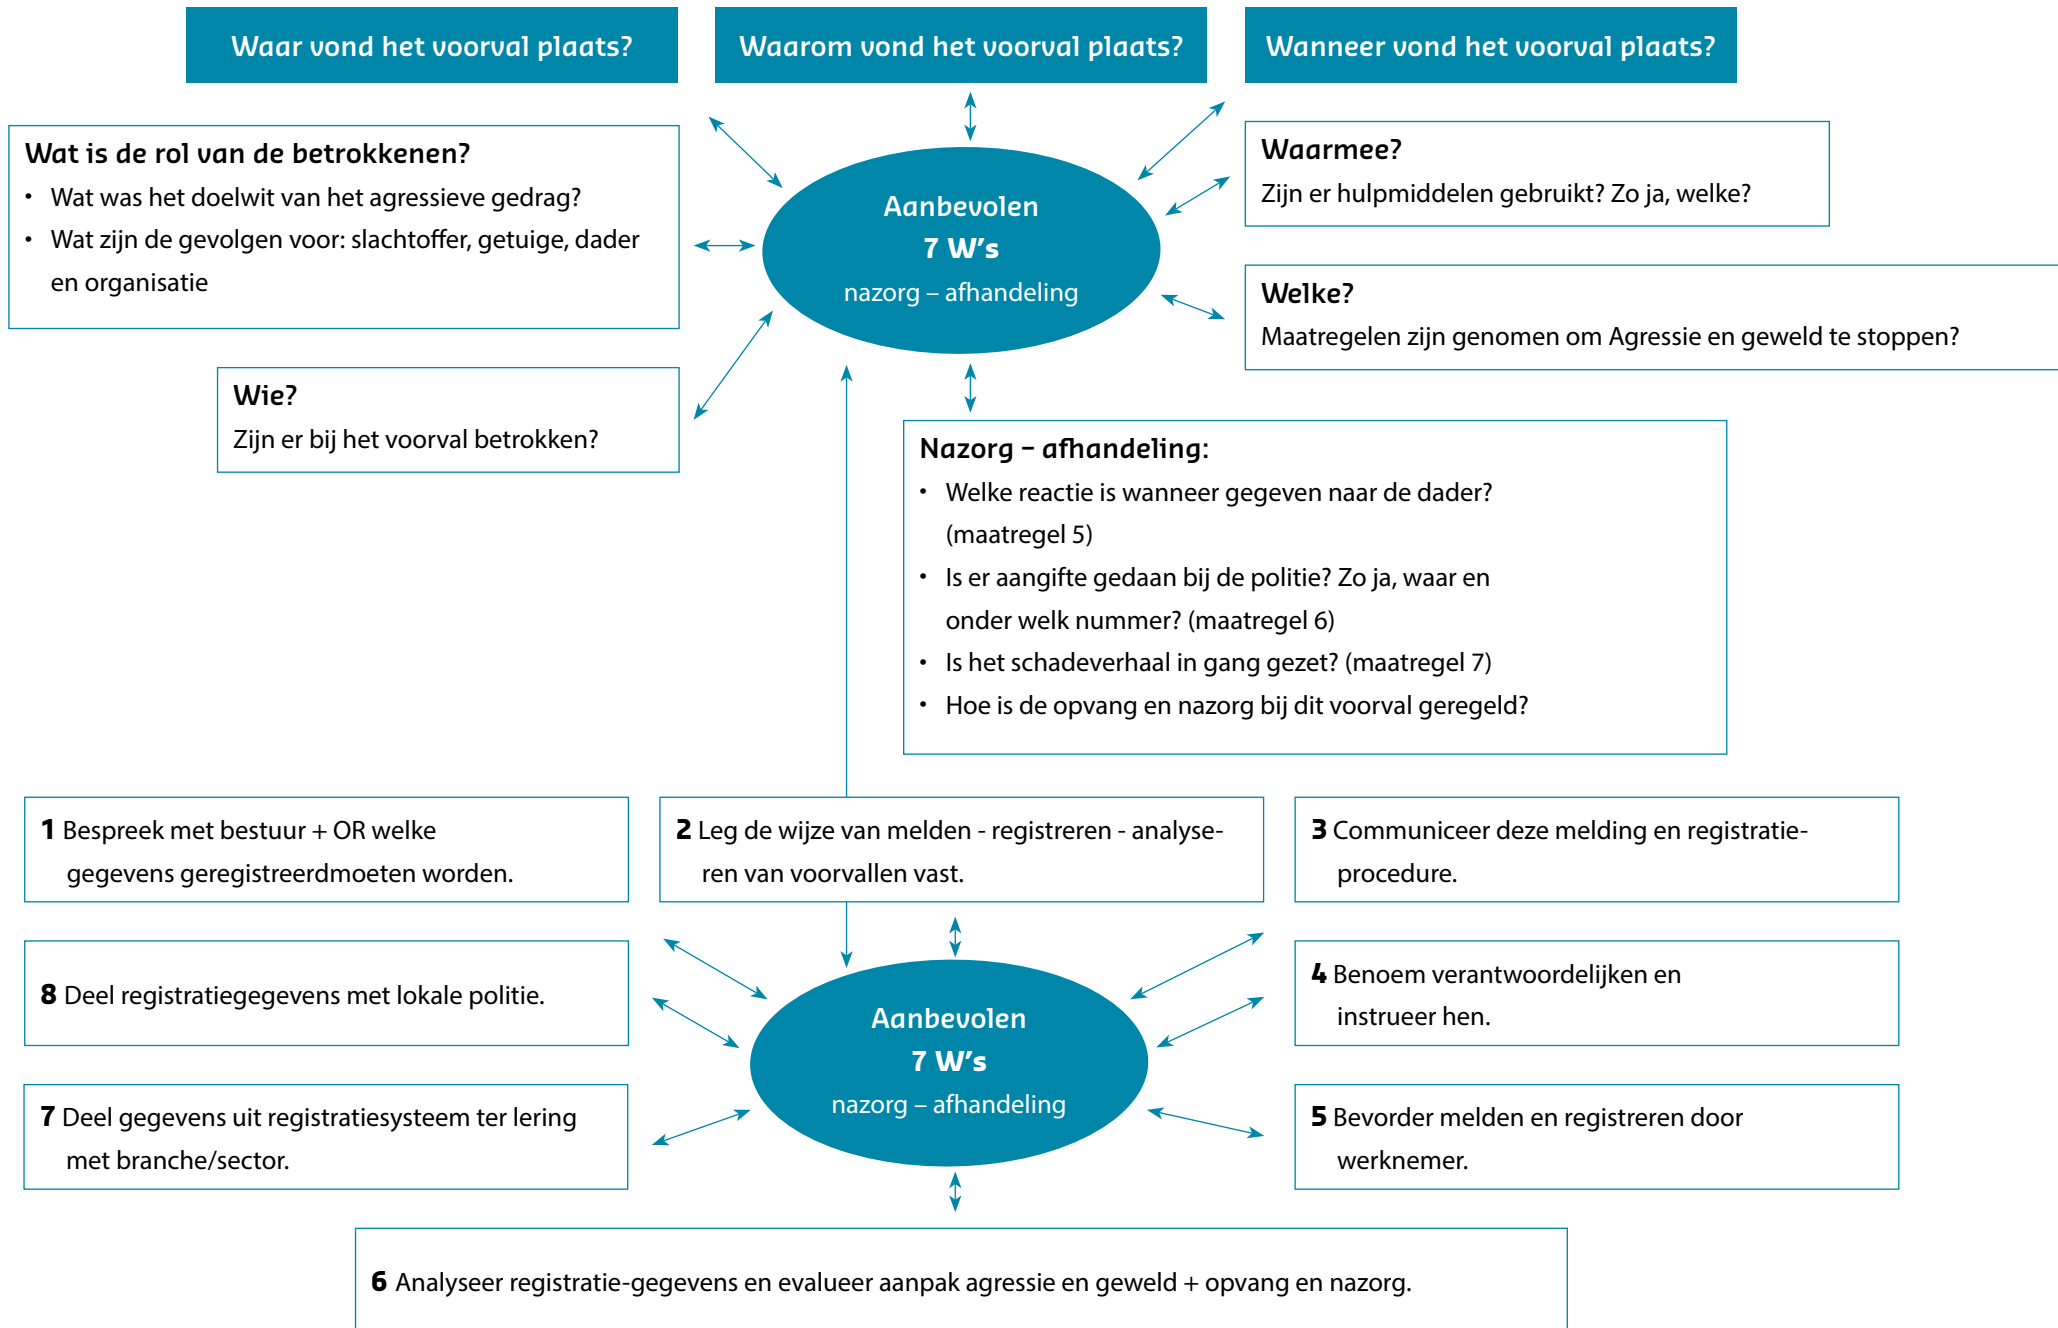 Waar vond het voorval plaats?
Waarom vond het voorval plaats?
Wanneer vond het voorval plaats?
Wat is de rol van de betrokkenen?
• Wat was het doelwit van het agressieve gedrag?
• Wat zijn de gevolgen voor: slachtoffer, getuige, dader
en organisatie
Aanbevolen
7 W's
nazorg – afhandeling
Waarmee?
Zijn er hulpmiddelen gebruikt? Zo ja, welke?
Welke?
Maatregelen zijn genomen om Agressie en geweld te stoppen?
Wie?
Zijn er bij het voorval betrokken?
Nazorg – afhandeling:
• Welke reactie is wanneer gegeven naar de dader?
(maatregel 5)
• Is er aangifte gedaan bij de politie? Zo ja, waar en
onder welk nummer? (maatregel 6)
• Is het schadeverhaal in gang gezet? (maatregel 7)
• Hoe is de opvang en nazorg bij dit voorval geregeld?
1 Bespreek met bestuur + OR welke
gegevens geregistreerdmoeten worden.
2 Leg de wijze van melden - registreren - analyse-
ren van voorvallen vast.
3 Communiceer deze melding en registratie-
procedure.
8 Deel registratiegegevens met lokale politie.
Aanbevolen
7 W's
nazorg – afhandeling
4 Benoem verantwoordelijken en
instrueer hen.
7 Deel gegevens uit registratiesysteem ter lering
met branche/sector.
5 Bevorder melden en registreren door
werknemer.
6 Analyseer registratie-gegevens en evalueer aanpak agressie en geweld + opvang en nazorg.